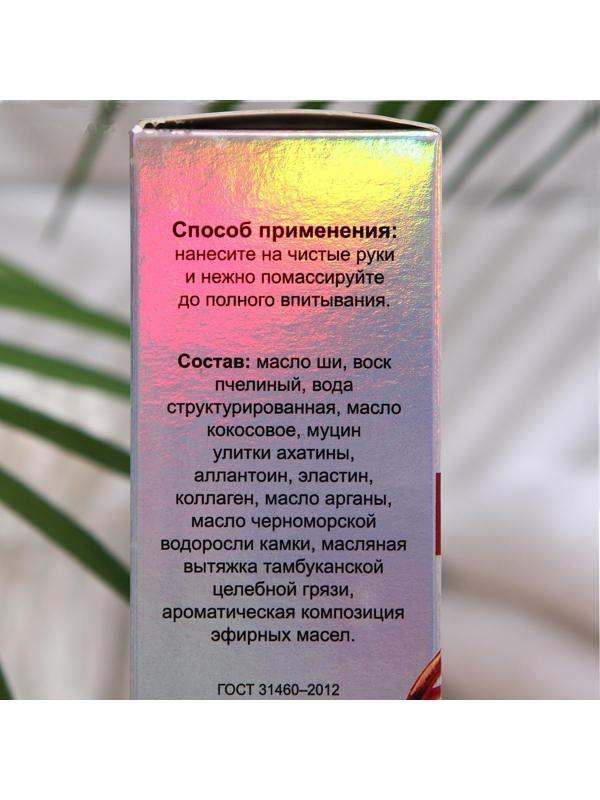 Способ применения:
нанесите на чистые руки
и нежно помассируйте
до полного впитывания.
Состав: масло ши, воск
пчелиный, вода
структурированная, масло
кокосовое, муцин
улитки ахатины,
аллантоин, эластин,
коллаген, масло арганы,
масло черноморской
водоросли камки, масляная
вытяжка тамбуканской
целебной грязи,
ароматическая композиция
эфирных масел.
ГОСТ 31460–2012